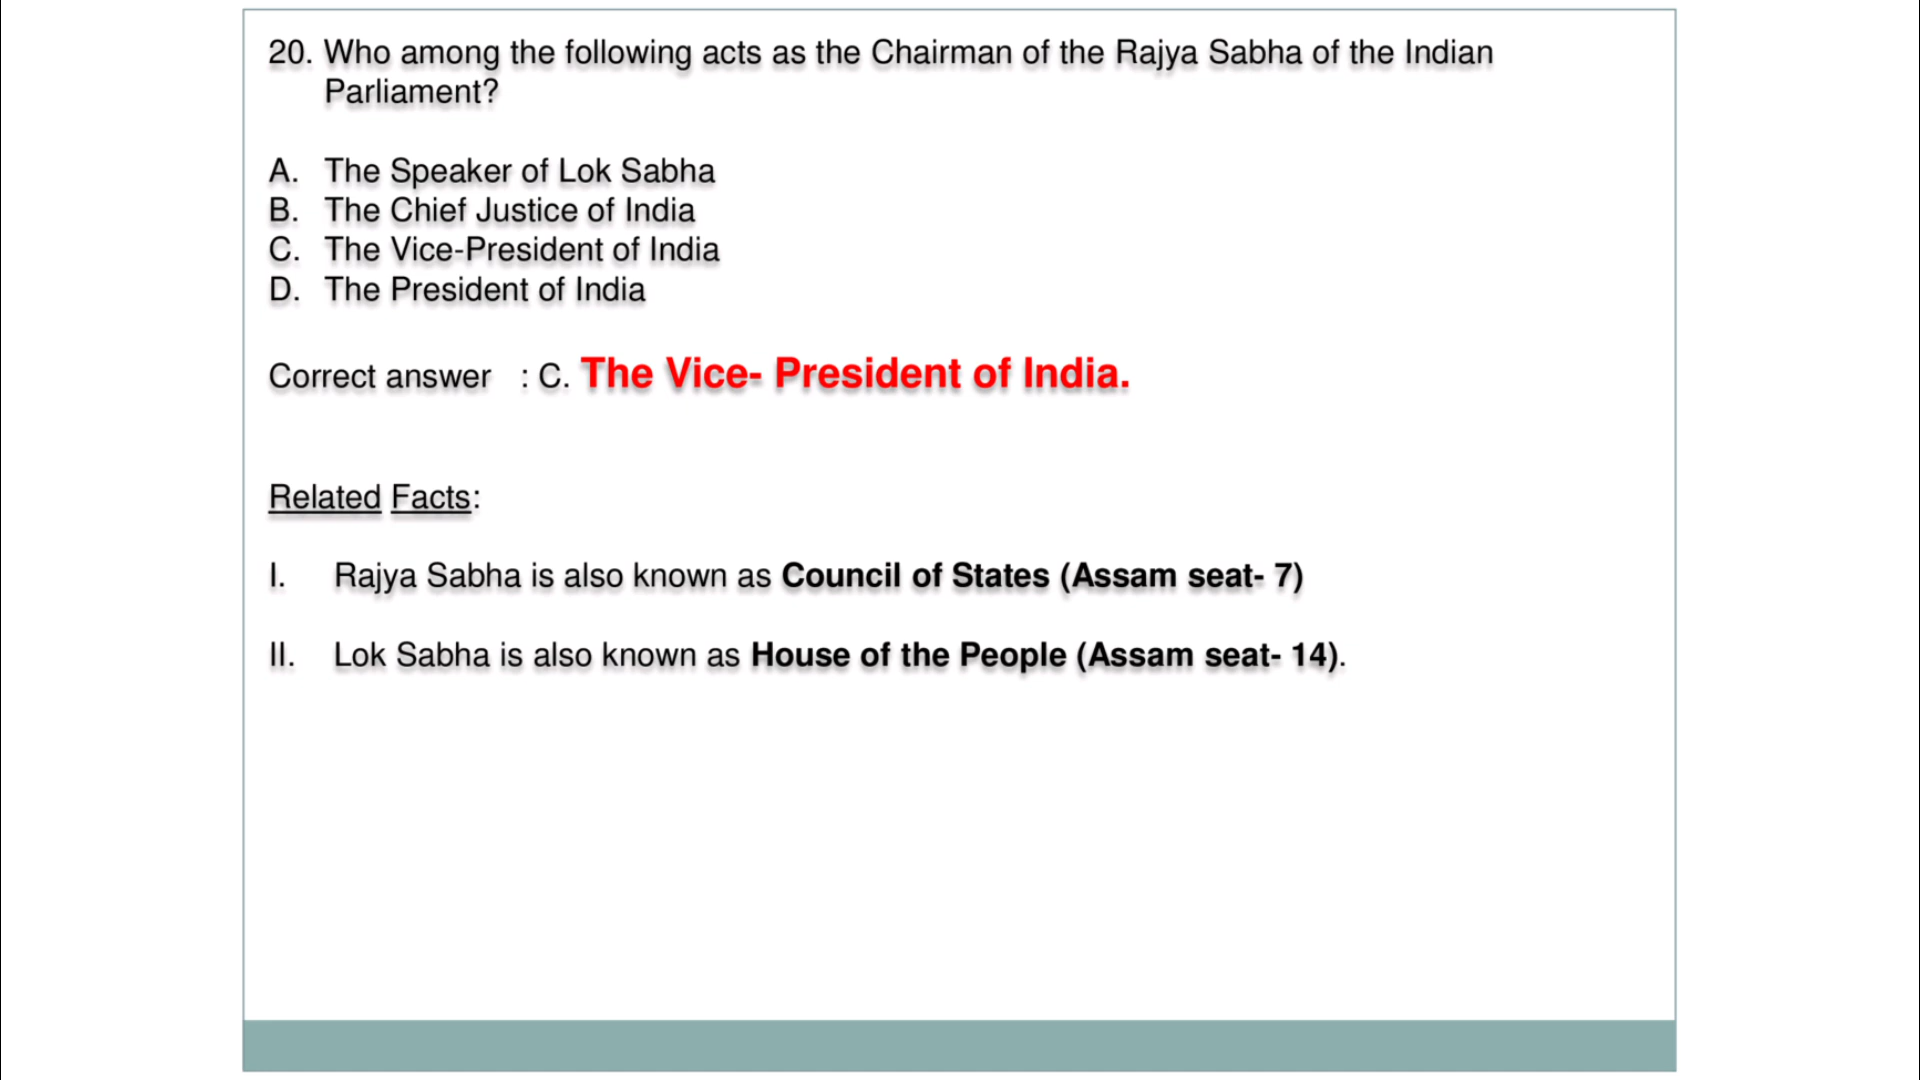 20. Who among the following acts as the Chairman of the Rajya Sabha of the Indian
Parliament?
A. The Speaker of Lok Sabha
B. The Chief Justice of India
C. The Vice-President of India
D. The President of India
Correct answer : C. The Vice- President of India.
Related Facts:
I. Rajya Sabha is also known as Council of States (Assam seat- 7)
II. Lok Sabha is also known as House of the People (Assam seat- 14).